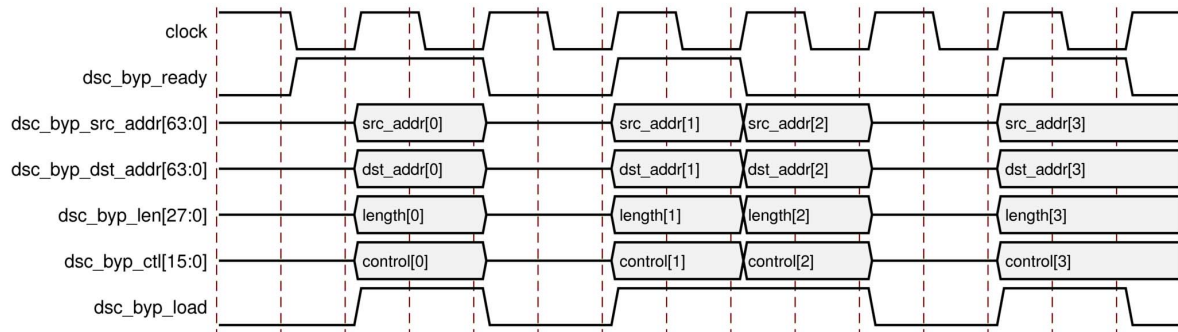 clock
dsc_byp_ready
dsc_byp_src_addr[63:0] src_addr[0] src_addr[1] src_addr[2] src_addr[3]
dsc_byp_dst_addr[63:0] dst_addr[0] dst_addr[1] dst_addr[2] dst_addr[3]
dsc_byp_len[27:0] length[0] length[1] length[2] length[3]
dsc_byp_ctl[15:0] control[0] control[1] control[2] control[3]
dsc_byp_load